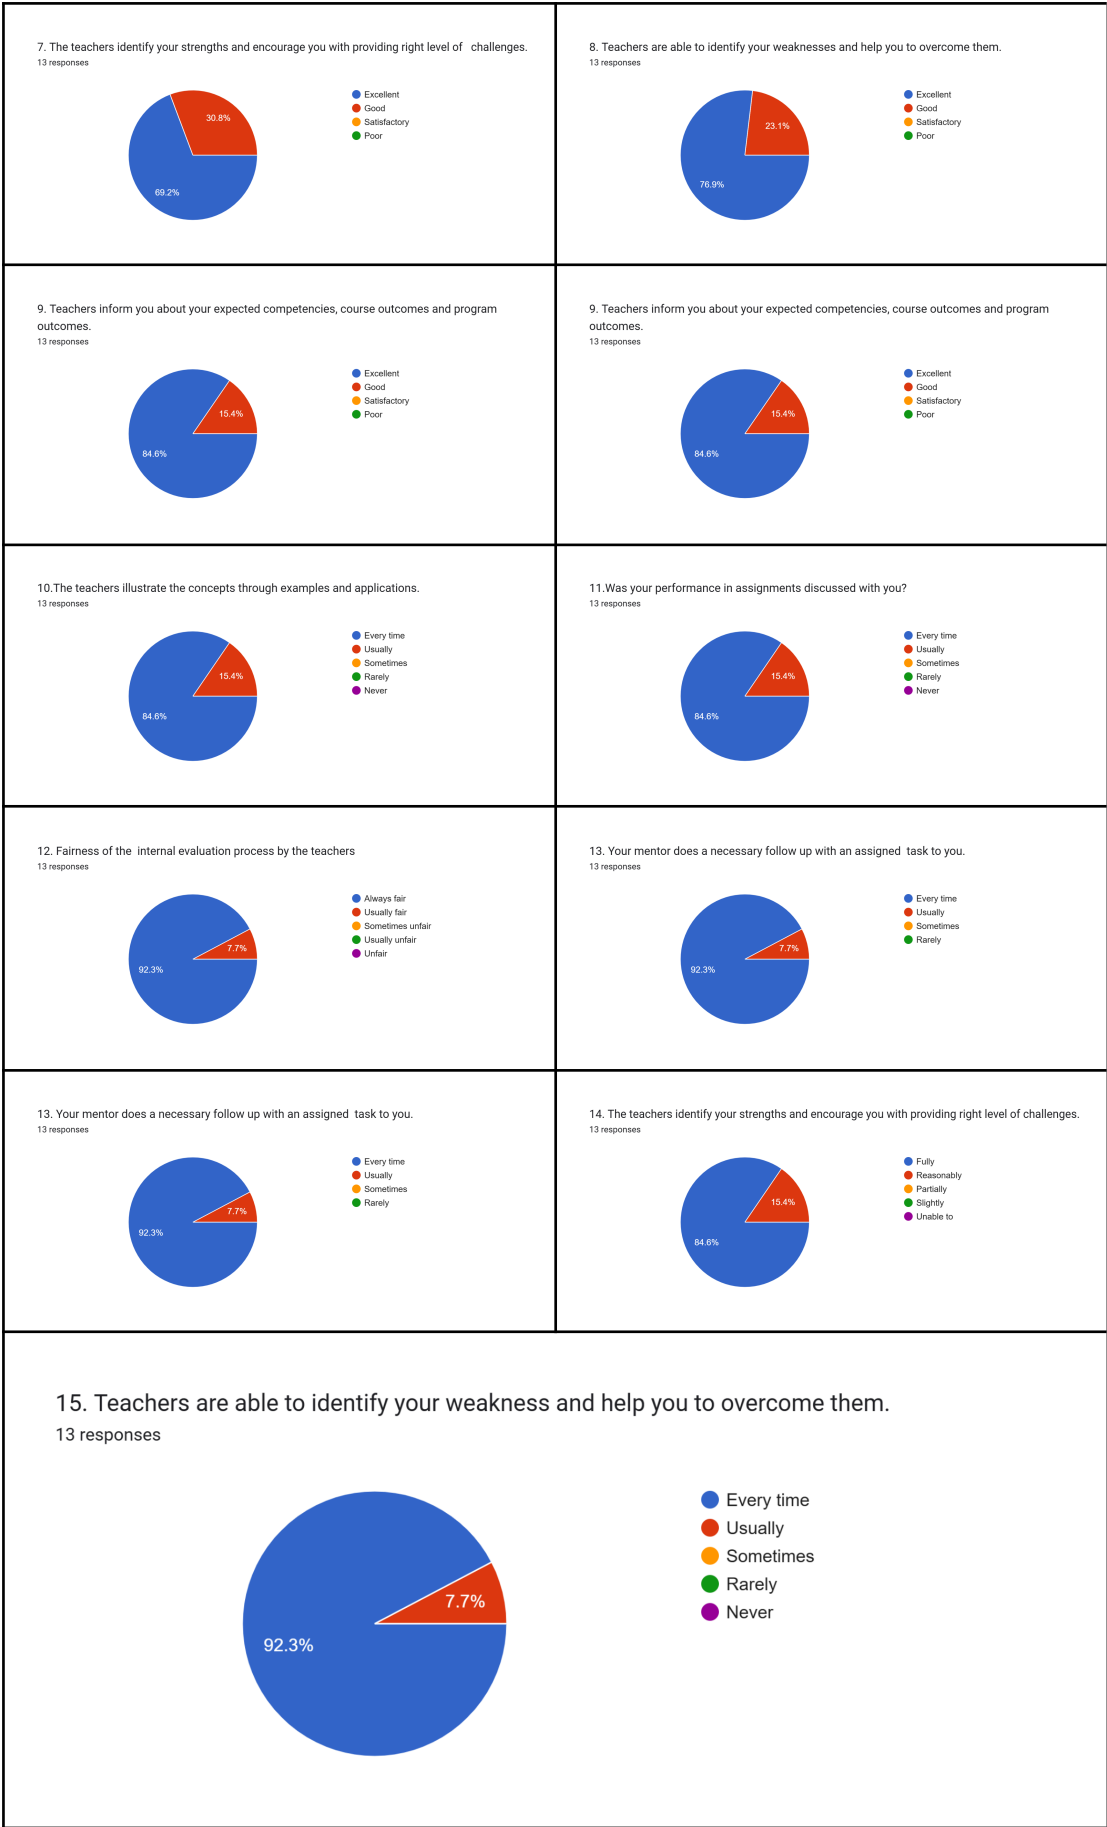 7. The teachers identify your strengths and encourage you with providing right level of   challenges.
13 responses
30.8%
69.2%
Excellent
Good
Satisfactory
Poor
8. Teachers are able to identify your weaknesses and help you to overcome them.
13 responses
23.1%
76.9%
Excellent
Good
Satisfactory
Poor
9. Teachers inform you about your expected competencies, course outcomes and program
outcomes.
13 responses
15.4%
84.6%
Excellent
Good
Satisfactory
Poor
9. Teachers inform you about your expected competencies, course outcomes and program
outcomes.
13 responses
15.4%
84.6%
Excellent
Good
Satisfactory
Poor
10.The teachers illustrate the concepts through examples and applications.
13 responses
15.4%
84.6%
Every time
Usually
Sometimes
Rarely
Never
11.Was your performance in assignments discussed with you?
13 responses
15.4%
84.6%
Every time
Usually
Sometimes
Rarely
Never
12. Fairness of the  internal evaluation process by the teachers
13 responses
7.7%
92.3%
Always fair
Usually fair
Sometimes unfair
Usually unfair
Unfair
13. Your mentor does a necessary follow up with an assigned  task to you.
13 responses
7.7%
92.3%
Every time
Usually
Sometimes
Rarely
13. Your mentor does a necessary follow up with an assigned  task to you.
13 responses
7.7%
92.3%
Every time
Usually
Sometimes
Rarely
14. The teachers identify your strengths and encourage you with providing right level of challenges.
13 responses
15.4%
84.6%
Fully
Reasonably
Partially
Slightly
Unable to
15. Teachers are able to identify your weakness and help you to overcome them.
13 responses
7.7%
92.3%
Every time
Usually
Sometimes
Rarely
Never